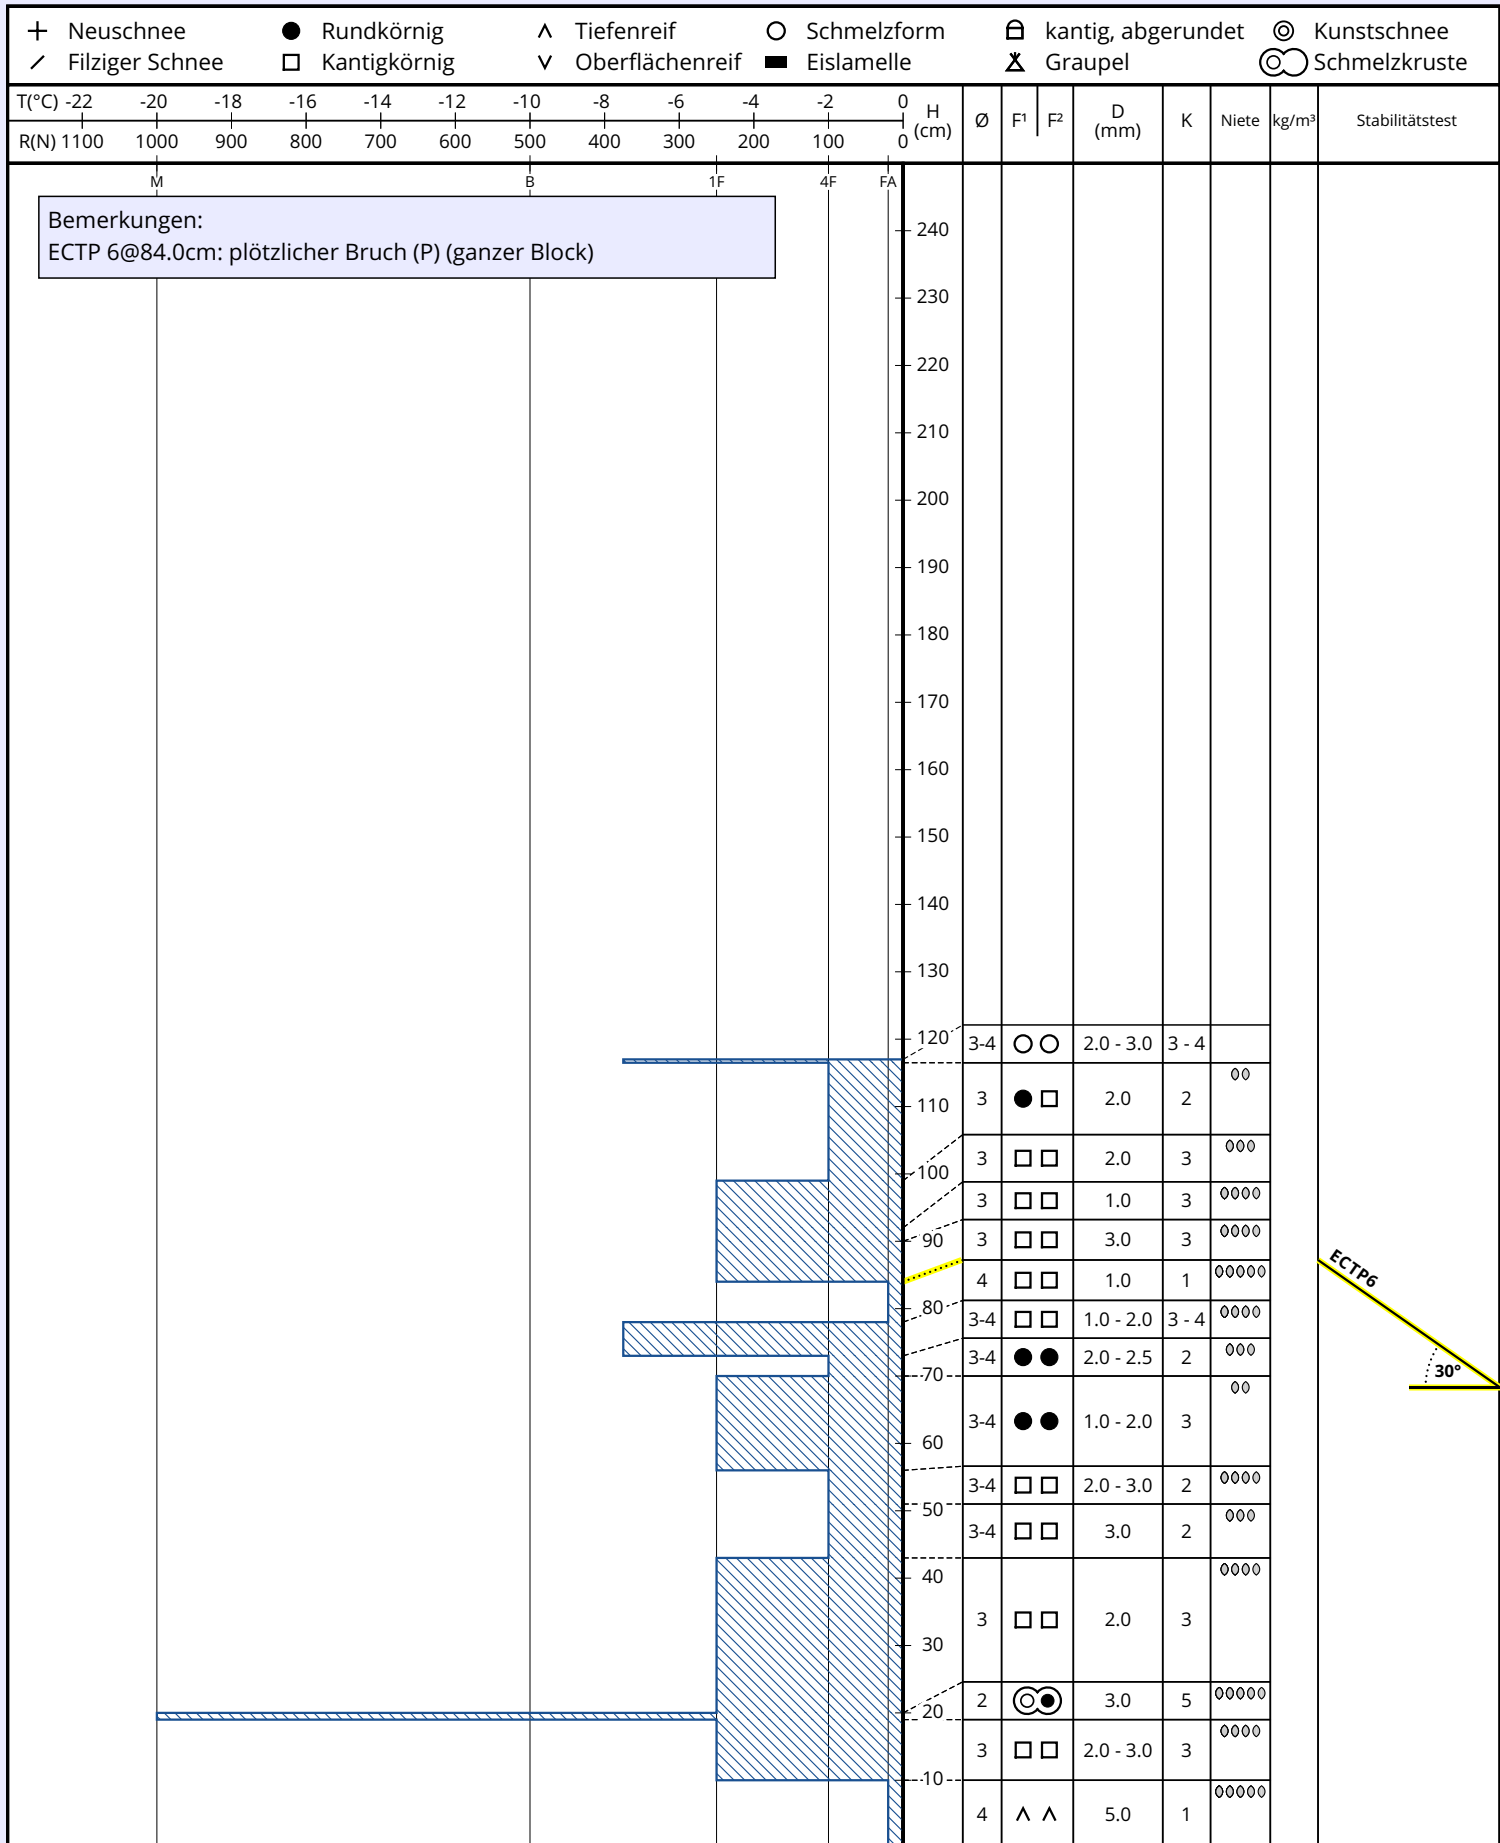 Neuschnee Rundkörnig Tiefenreif Schmelzform kantig, abgerundet Kunstschnee
Filziger Schnee Kantigkörnig Oberflächenreif Eislamelle Graupel Schmelzkruste
T(°C) -22 -20 -18 -16 -14 -12 -10 -8 -6 -4 -2 0
R(N) 1100 1000 900 800 700 600 500 400 300 200 100 0
H (cm) Ø F¹ F² D (mm) K Niete kg/m³ Stabilitätstest
M B 1F 4F FA
Bemerkungen:
ECTP 6@84.0cm: plötzlicher Bruch (P) (ganzer Block)
240
230
220
210
200
190
180
170
160
150
140
130
120
3-4 2.0 - 3.0 3 - 4
110
3 2.0 2
100
3 2.0 3
3 1.0 3
90
3 3.0 3
4 1.0 1
ECTP6
80
3-4 1.0 - 2.0 3 - 4
3-4 2.0 - 2.5 2
70
30°
60
3-4 1.0 - 2.0 3
3-4 2.0 - 3.0 2
50
3-4 3.0 2
40
3 2.0 3
30
2 3.0 5
20
3 2.0 - 3.0 3
10
4 5.0 1